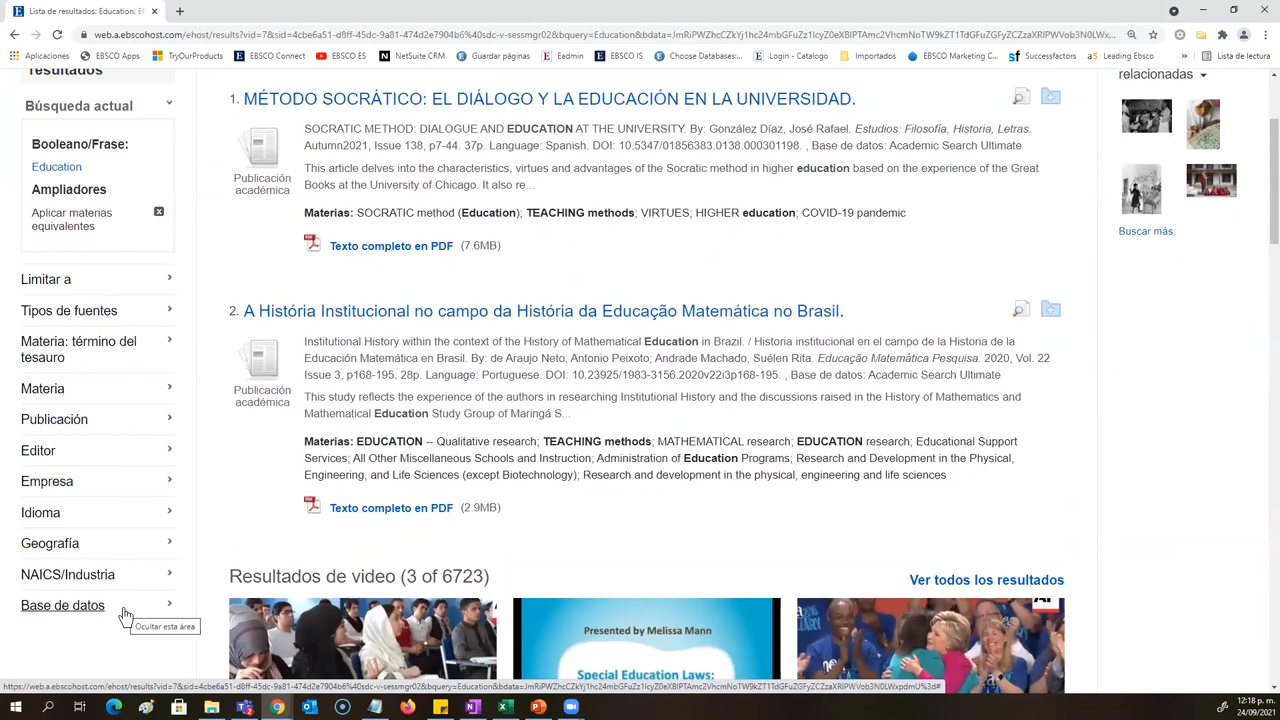 Lista de resultados: Education: E
web.a.ebscohost.com/ehost/results?vid=7&sid=4cbe6a51-d8ff-45dc-9a81-474d2e7904b6%40sdc-v-sessmgr02&bquery=Education&bdata=JmRiPWZhcCZkYj1hc24mbGFuZz1lcyZ0eXBlPTAmc2VhcmNoTW9kZT1TdGFuZGFyZCZzaXRlPWVob3N0LWxp...
Aplicaciones
EBSCO Apps
TryOurProducts
EBSCO Connect
EBSCO ES
NetSuite CRM
Guardar páginas
Eadmin
EBSCO IS
Choose Databases:...
Login - Catalogo
Importados
EBSCO Marketing C...
Successfactors
Leading Ebsco
»
Lista de lectura
resultados
Búsqueda actual
Booleano/Frase:
Education
Ampliadores
Aplicar materias
equivalentes
Limitar a
Tipos de fuentes
Materia: término del
tesauro
Materia
Publicación
Editor
Empresa
Idioma
Geografía
NAICS/Industria
Base de datos
Ocultar esta área
1. MÉTODO SOCRÁTICO: EL DIÁLOGO Y LA EDUCACIÓN EN LA UNIVERSIDAD.
Publicación
académica
SOCRATIC METHOD: DIALOGUE AND EDUCATION AT THE UNIVERSITY. By: González Díaz, José Rafael. Estudios: Filosofía, Historia, Letras.
Autumn2021, Issue 138, p7-44. 37p. Language: Spanish. DOI: 10.5347/01856383.0138.000301198. , Base de datos: Academic Search Ultimate
This article delves into the characteristics, virtues and advantages of the Socratic method in higher education based on the experience of the Great
Books at the University of Chicago. It also re...
Materias: SOCRATIC method (Education); TEACHING methods; VIRTUES; HIGHER education; COVID-19 pandemic
Texto completo en PDF (7.6MB)
2. A História Institucional no campo da História da Educação Matemática no Brasil.
Publicación
académica
Institucional History within the context of the History of Mathematical Education in Brazil. / Historia institucional en el campo de la Historia de la
Educación Matemática en Brasil. By: de Araujo Neto, Antonio Peixoto; Andrade Machado, Suélen Rita. Educação Matemática Pesquisa. 2020, Vol. 22
Issue 3, p168-195. 28p. Language: Portuguese. DOI: 10.23925/1983-3156.2020v22i3p168-195. , Base de datos: Academic Search Ultimate
This study reflects the experience of the authors in researching Institutional History and the discussions raised in the History of Mathematics and
Mathematical Education Study Group of Maringá S...
Materias: EDUCATION -- Qualitative research; TEACHING methods; MATHEMATICAL research; EDUCATION research; Educational Support
Services; All Other Miscellaneous Schools and Instruction; Administration of Education Programs; Research and Development in the Physical,
Engineering, and Life Sciences (except Biotechnology); Research and development in the physical, engineering and life sciences
Texto completo en PDF (2.9MB)
Resultados de video (3 of 6723)
Ver todos los resultados
Presented by Melissa Mann
Special Education Laws:
relacionadas
Buscar más
12:18 p. m.
24/09/2021